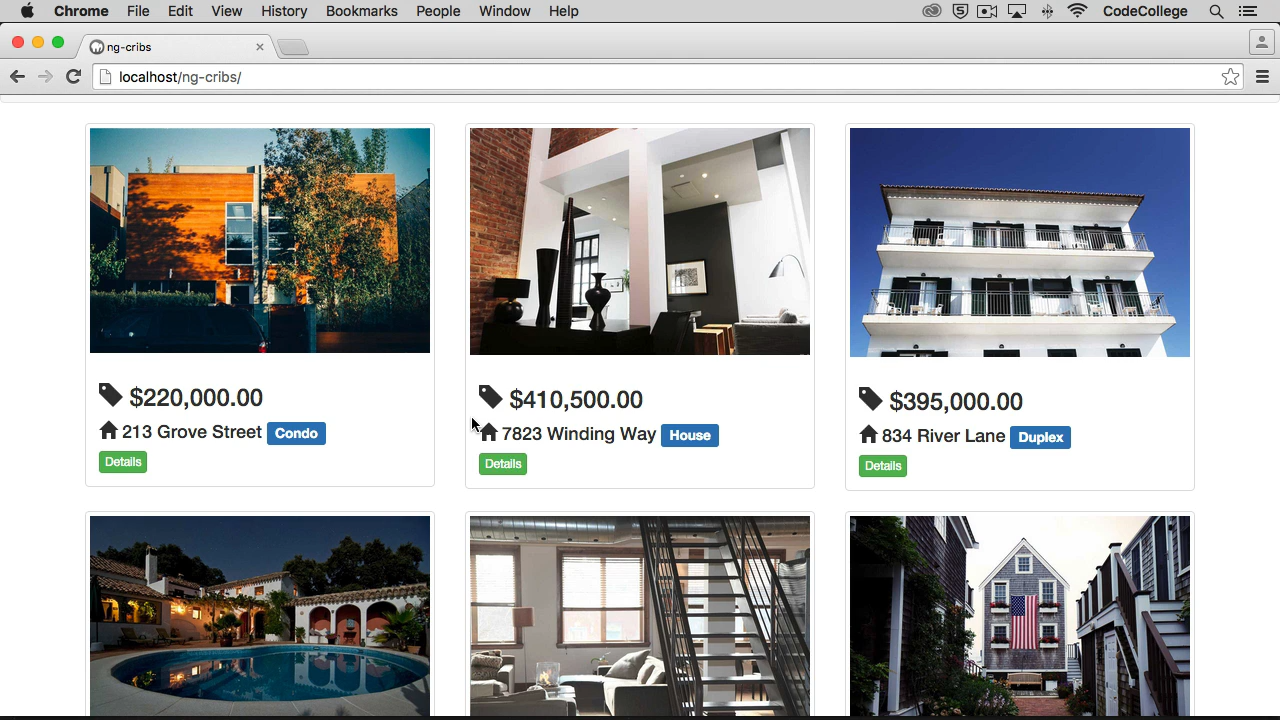 Chrome File Edit View History Bookmarks People Window Help CodeCollege
ng-cribs
localhost/ng-cribs/
$220,000.00
213 Grove Street Condo
Details
$410,500.00
7823 Winding Way House
Details
$395,000.00
834 River Lane Duplex
Details